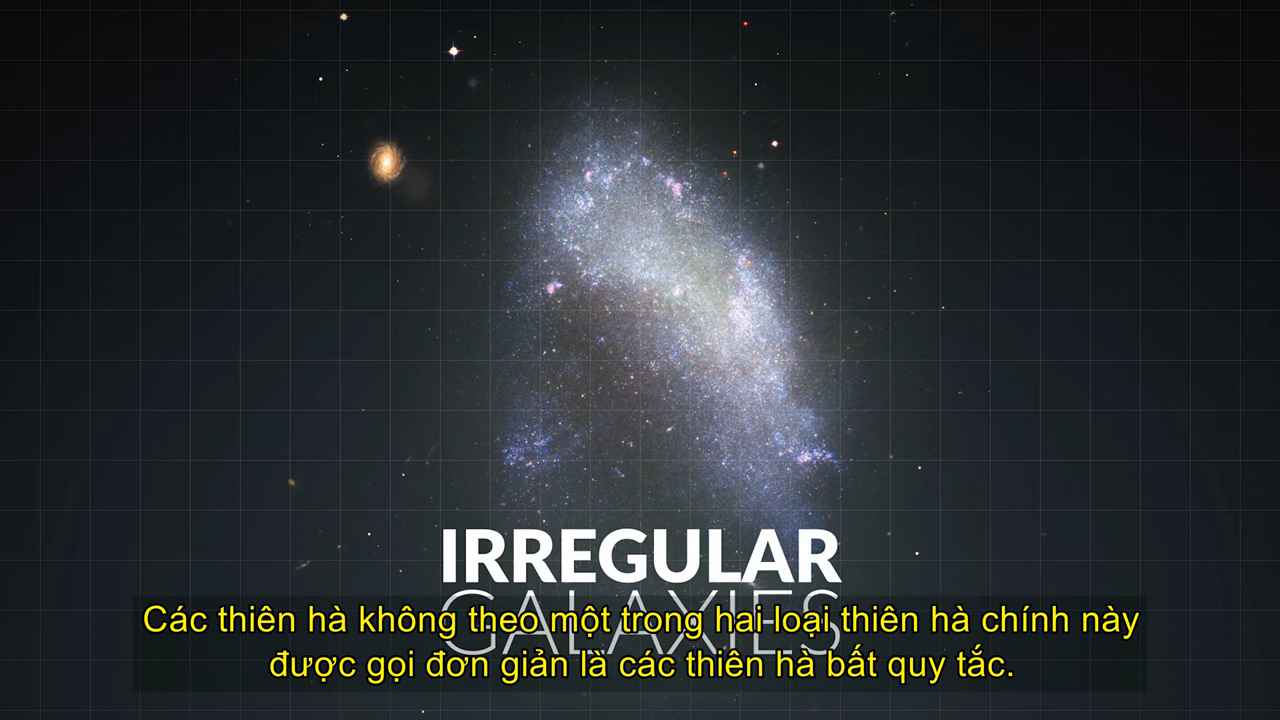 IRREGULAR
GALAXIES
Các thiên hà không theo một trong hai loại thiên hà chính này
được gọi đơn giản là các thiên hà bất quy tắc.